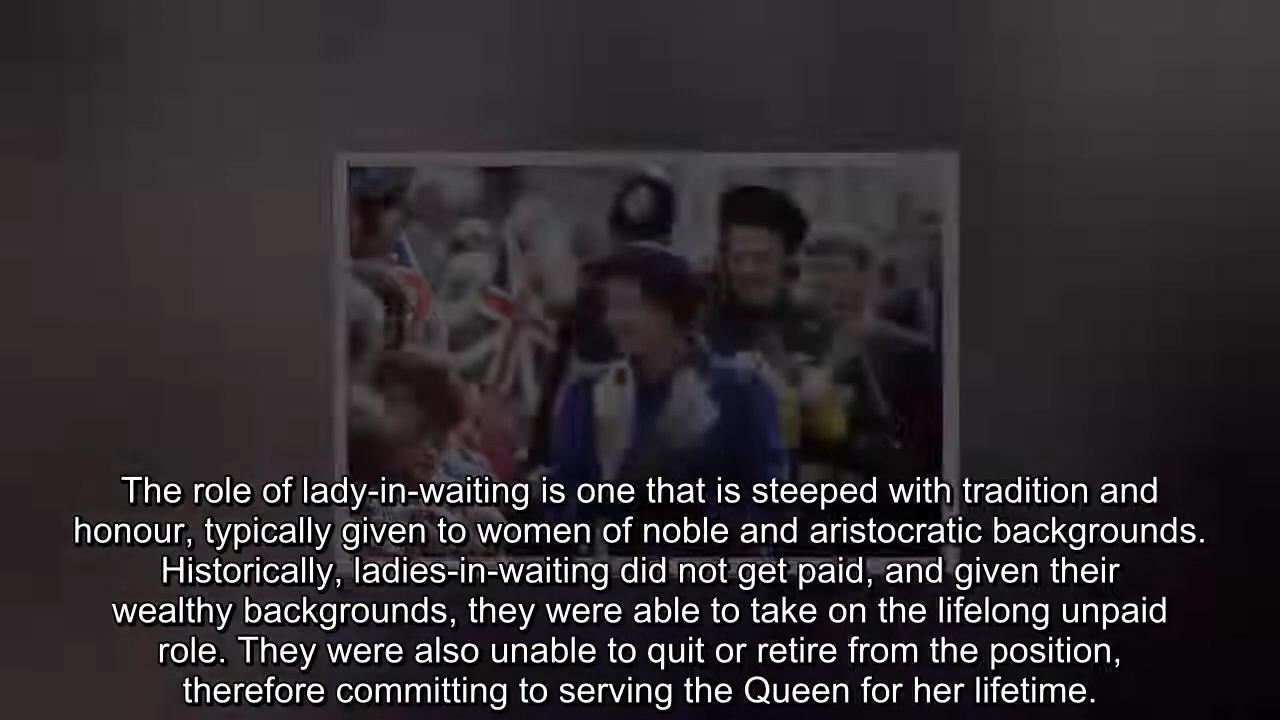 The role of lady-in-waiting is one that is steeped with tradition and
honour, typically given to women of noble and aristocratic backgrounds.
Historically, ladies-in-waiting did not get paid, and given their
wealthy backgrounds, they were able to take on the lifelong unpaid
role. They were also unable to quit or retire from the position,
therefore committing to serving the Queen for her lifetime.